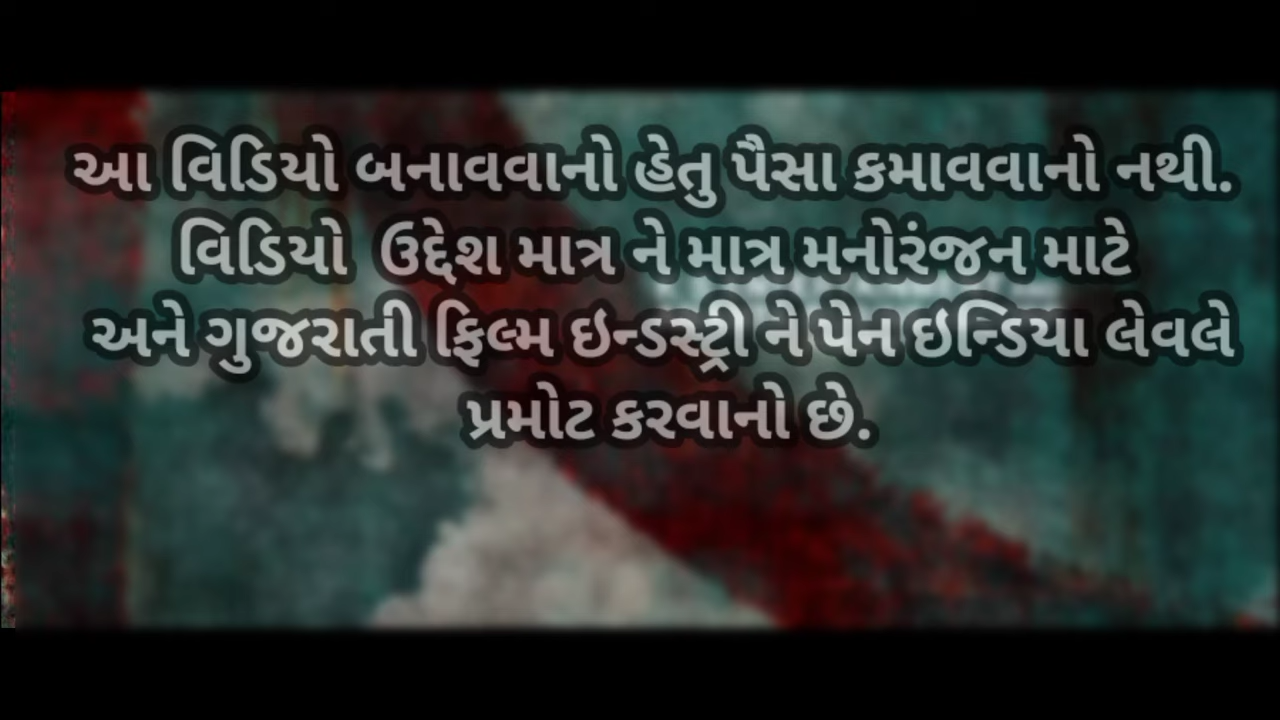 આ વિડિયો બનાવવાનો હેતુ પૈસા કમાવવાનો નથી.
વિડિયો ઉદ્દેશ માત્ર ને માત્ર મનોરંજન માટે
અને ગુજરાતી ફિલ્મ ઇન્ડસ્ટ્રી ને પેન ઇન્ડિયા લેવલે
પ્રમોટ કરવાનો છે.